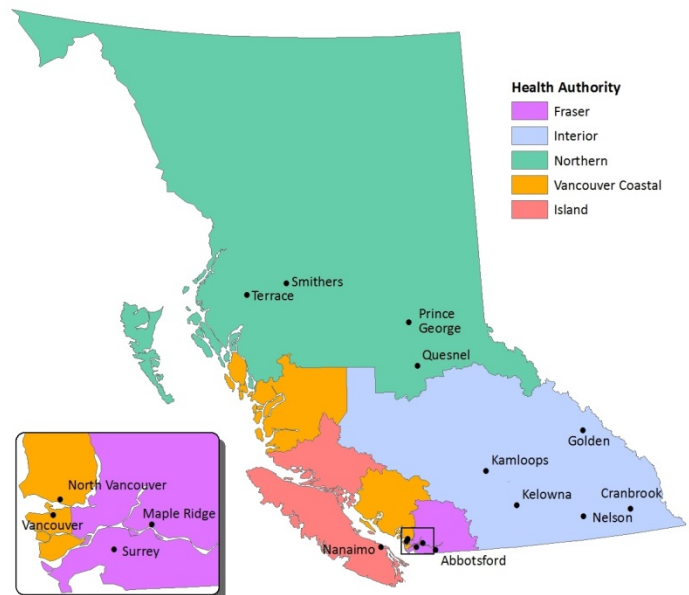 Health Authority
Fraser
Interior
Northern
Vancouver Coastal
Island
Smithers
Terrace
Prince
George
Quesnel
Golden
Kamloops
Kelowna
Cranbrook
Nelson
Nanaimo
Abbotsford
North Vancouver
Vancouver
Maple Ridge
Surrey